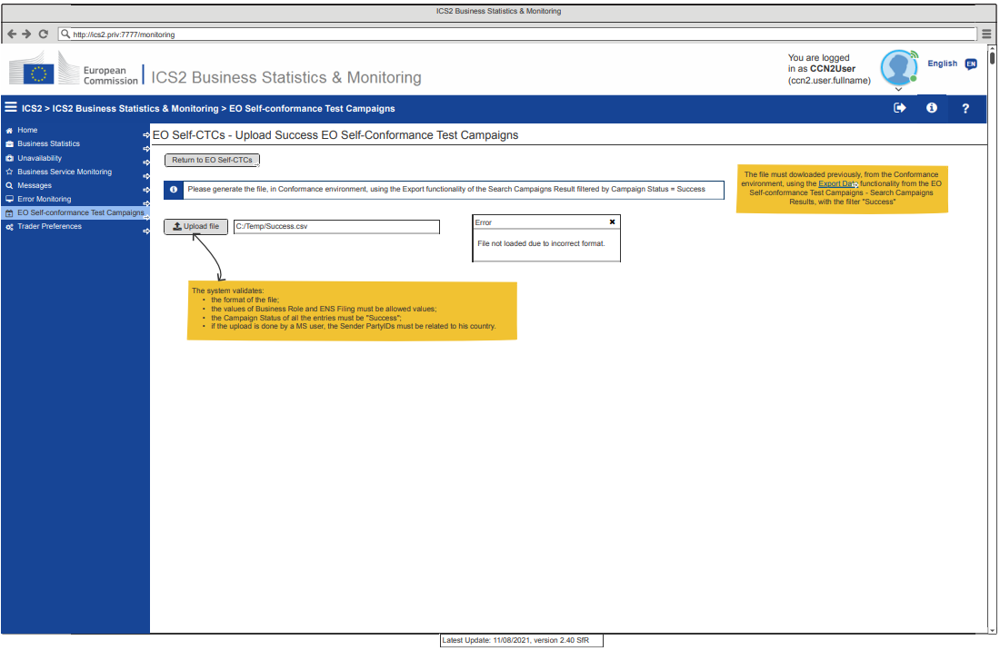 ICS2 Business Statistics & Monitoring
http://ics2.priv:7777/monitoring
European
Commission
ICS2 Business Statistics & Monitoring
You are logged
in as CCN2User
(ccn2.user.fullname)
English
EN
ICS2 > ICS2 Business Statistics & Monitoring > EO Self-conformance Test Campaigns
Home
Business Statistics
Unavailability
Business Service Monitoring
Messages
Error Monitoring
EO Self-conformance Test Campaigns
Trader Preferences
EO Self-CTCs - Upload Success EO Self-Conformance Test Campaigns
Return to EO Self-CTCs
Please generate the file, in Conformance environment, using the Export functionality of the Search Campaigns Result filtered by Campaign Status = Success
The file must dowloaded previously, from the Conformance
environment, using the Export Data functionality from the EO
Self-conformance Test Campaigns - Search Campaigns
Results, with the filter "Success"
Upload file
C:/Temp/Success.csv
Error
File not loaded due to incorrect format.
The system validates:
• the format of the file;
• the values of Business Role and ENS Filing must be allowed values;
• the Campaign Status of all the entries must be "Success";
• if the upload is done by a MS user, the Sender PartyIDs must be related to his country.
Latest Update: 11/08/2021, version 2.40 SfR